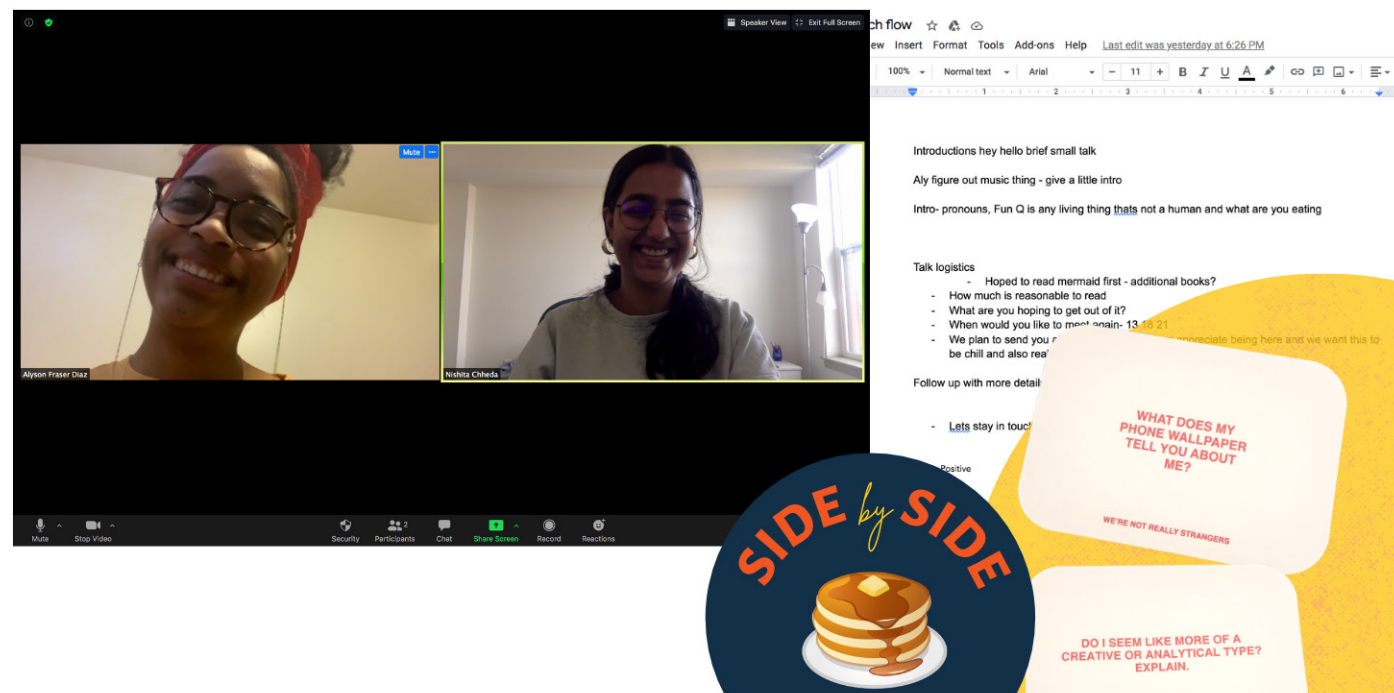 Speaker View
Exit Full Screen
Mute
Alyson Fraser Diaz
Nishita Chheda
Mute
Stop Video
Security
Participants
2
Chat
Share Screen
Record
Reactions
ch flow
ew Insert Format Tools Add-ons Help Last edit was yesterday at 6:26 PM
100% Normal text Arial - 11 + B I U A
1 2 3 4 5 6
Introductions hey hello brief small talk
Aly figure out music thing - give a little intro
Intro- pronouns, Fun Q is any living thing thats not a human and what are you eating
Talk logistics
- Hoped to read mermaid first - additional books?
- How much is reasonable to read
- What are you hoping to get out of it?
- When would you like to meet again- 13 18 21
- We plan to send you appreciate being here and we want this to
be chill and also
Follow up with more
- Lets stay in
Positive
WHAT DOES MY
PHONE WALLPAPER
TELL YOU ABOUT
ME?
WE'RE NOT REALLY STRANGERS
DO I SEEM LIKE MORE OF A
CREATIVE OR ANALYTICAL TYPE?
EXPLAIN.
SIDE by SIDE